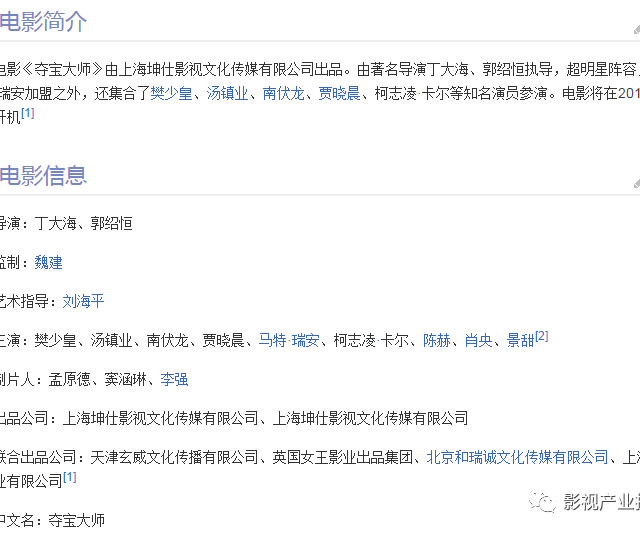 电影简介
电影《夺宝大师》由上海坤仕影视文化传媒有限公司出品。由著名导演丁大海、郭绍恒执导，超明星阵容，
瑞安加盟之外，还集合了樊少皇、汤镇业、南伏龙、贾晓晨、柯志凌·卡尔等知名演员参演。电影将在201
开机[1]
电影信息
导演：丁大海、郭绍恒
监制：魏建
艺术指导：刘海平
主演：樊少皇、汤镇业、南伏龙、贾晓晨、马特·瑞安、柯志凌·卡尔、陈赫、肖央、景甜[2]
制片人：孟原德、窦涵琳、李强
出品公司：上海坤仕影视文化传媒有限公司、上海仕影视文化传媒有限公司
联合出品公司：天津玄威文化传播有限公司、英国女王影业出品集团、北京和瑞诚文化传媒有限公司、上海
业有限公司[1]
中文名：夺宝大师
影视产业